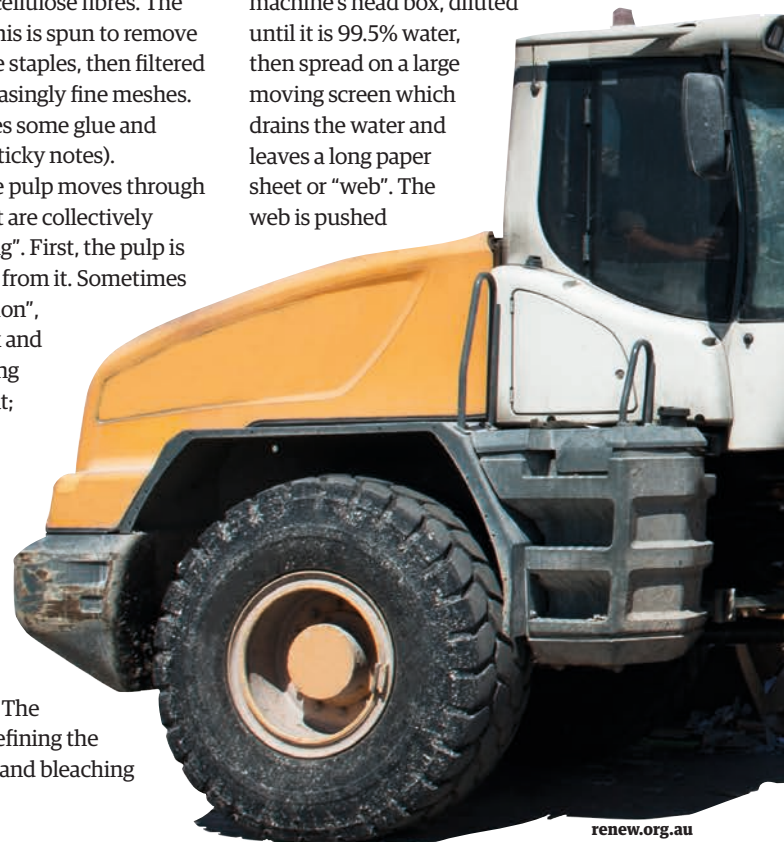 cellulose fibres. The
his is spun to remove
e staples, then filtered
asingly fine meshes.
es some glue and
ticky notes).
e pulp moves through
t are collectively
g”. First, the pulp is
from it. Sometimes
on”,
and
ng
t;
The
efining the
and bleaching
machine’s head box, diluted
until it is 99.5% water,
then spread on a large
moving screen which
drains the water and
leaves a long paper
sheet or “web”. The
web is pushed
renew.org.au